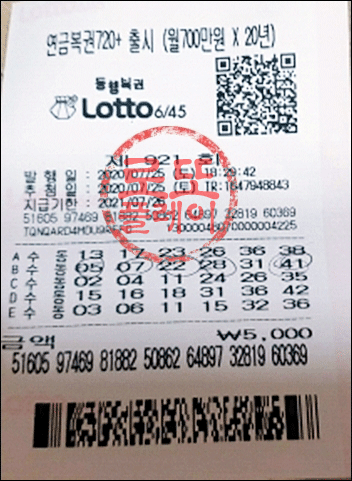 연금복권720+ 출시 (월700만원 X 20년)
동행복권
Lotto 6/45
제 921 회
발 행 일 : 2020/07/25 (토) 18:29:42
추 첨 일 : 2020/07/25 (토) TR:1647948843
지급기한 : 2021/07/26
51605 97469 81882 50862 64897 32819 60369
A 수 동 13 23 26 36 38
B 수 동 05 07 22 28 31 41
C 수 동 02 04 11 24 26 35
D 수 동 15 16 18 31 36 42
E 수 동 03 06 11 15 32 36
금액 ₩5,000
51605 97469 81882 50862 64897 32819 60369